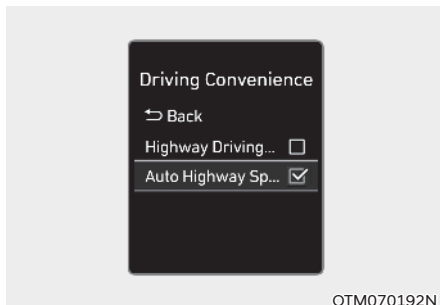 Driving Convenience
Back
Highway Driving...
Auto Highway Sp...
OTM070192N